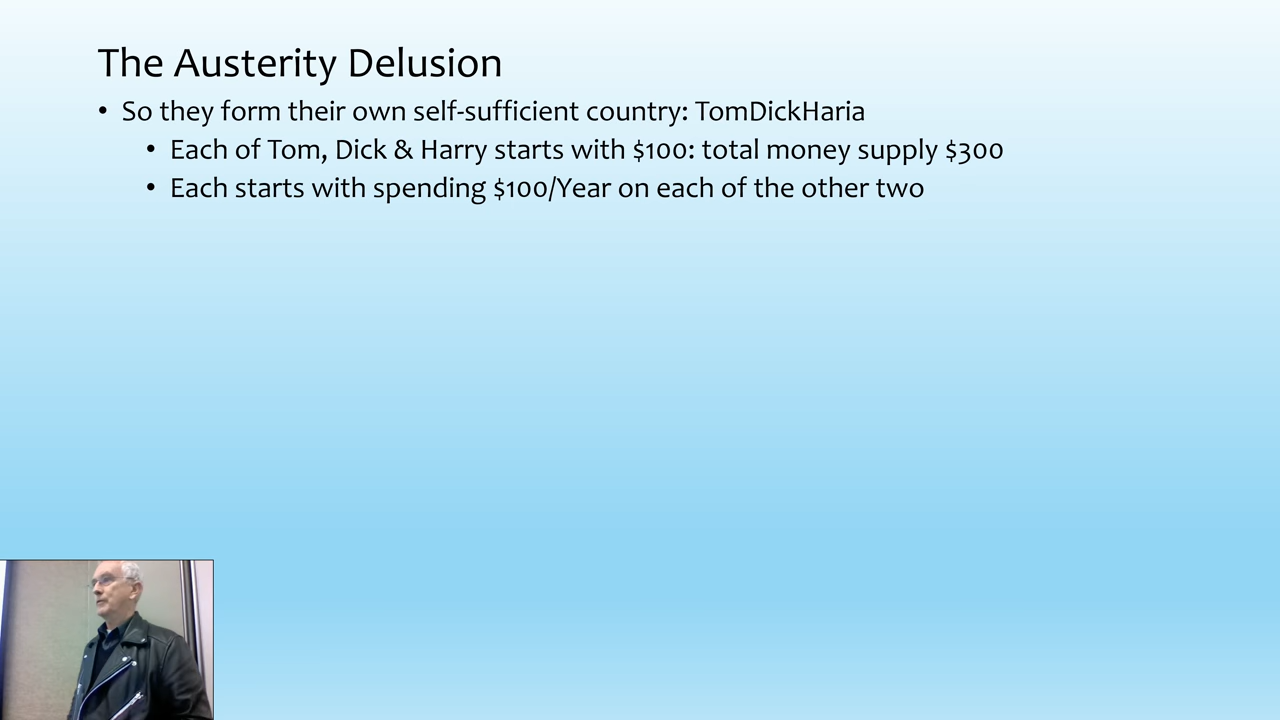 The Austerity Delusion
• So they form their own self-sufficient country: TomDickHaria
• Each of Tom, Dick & Harry starts with $100: total money supply $300
• Each starts with spending $100/Year on each of the other two